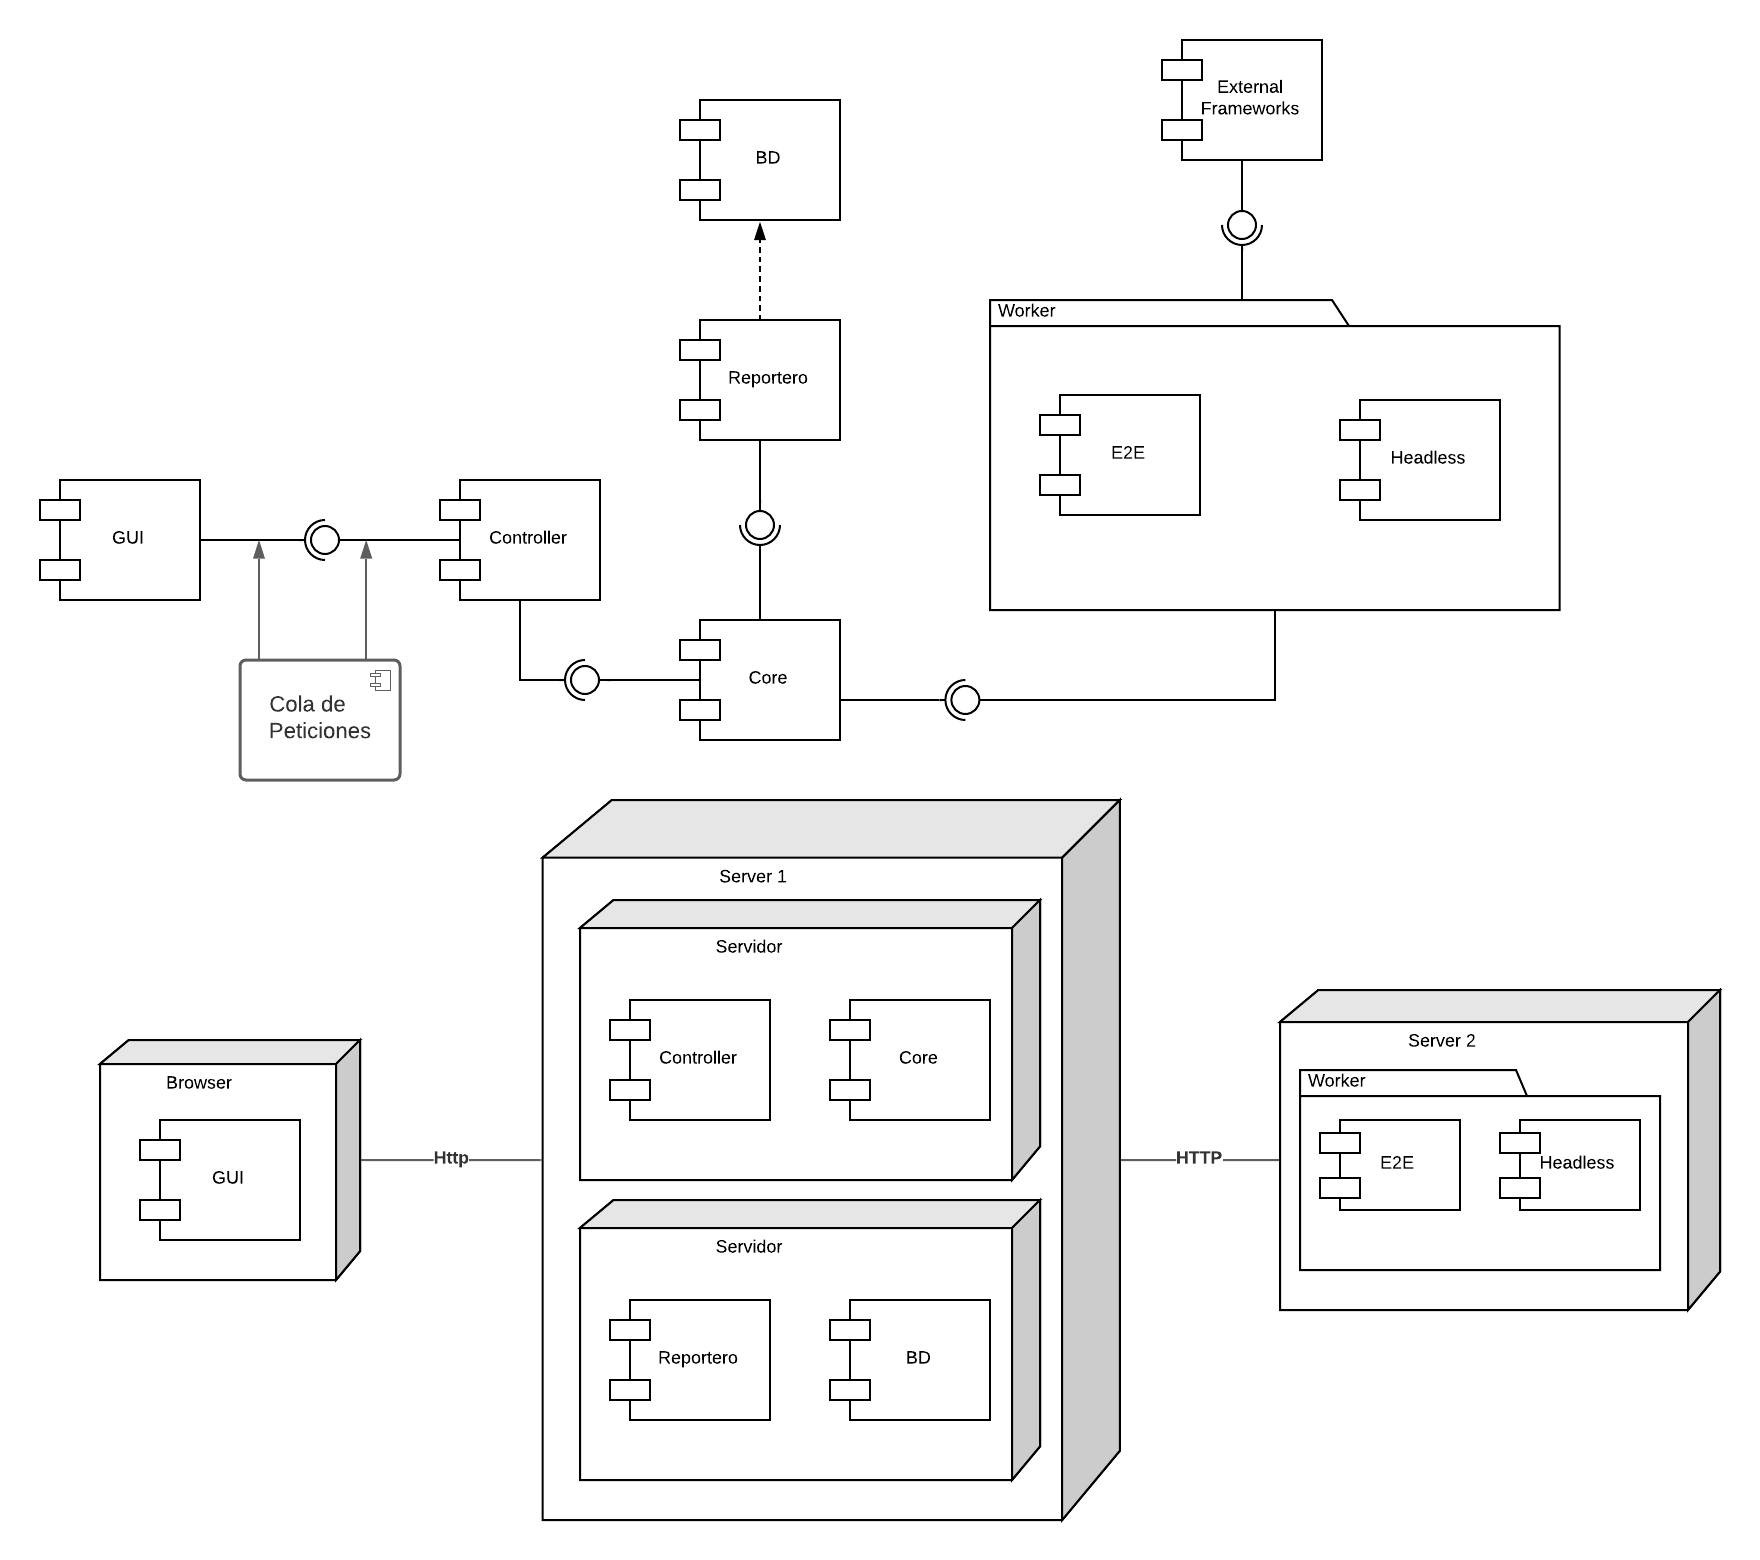 External
Frameworks
BD
Worker
Reportero
E2E
Headless
GUI
Controller
Core
Cola de
Peticiones
Server 1
Servidor
Controller
Core
Browser
GUI
Http
HTTP
Server 2
Worker
E2E
Headless
Servidor
Reportero
BD